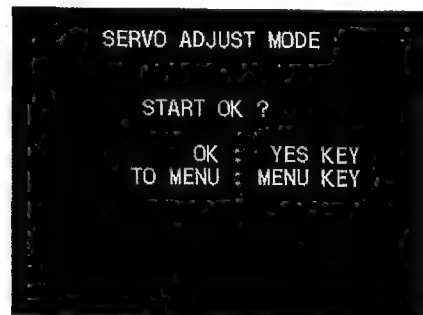 SERVO ADJUST MODE
START OK ?
OK : YES KEY
TO MENU : MENU KEY